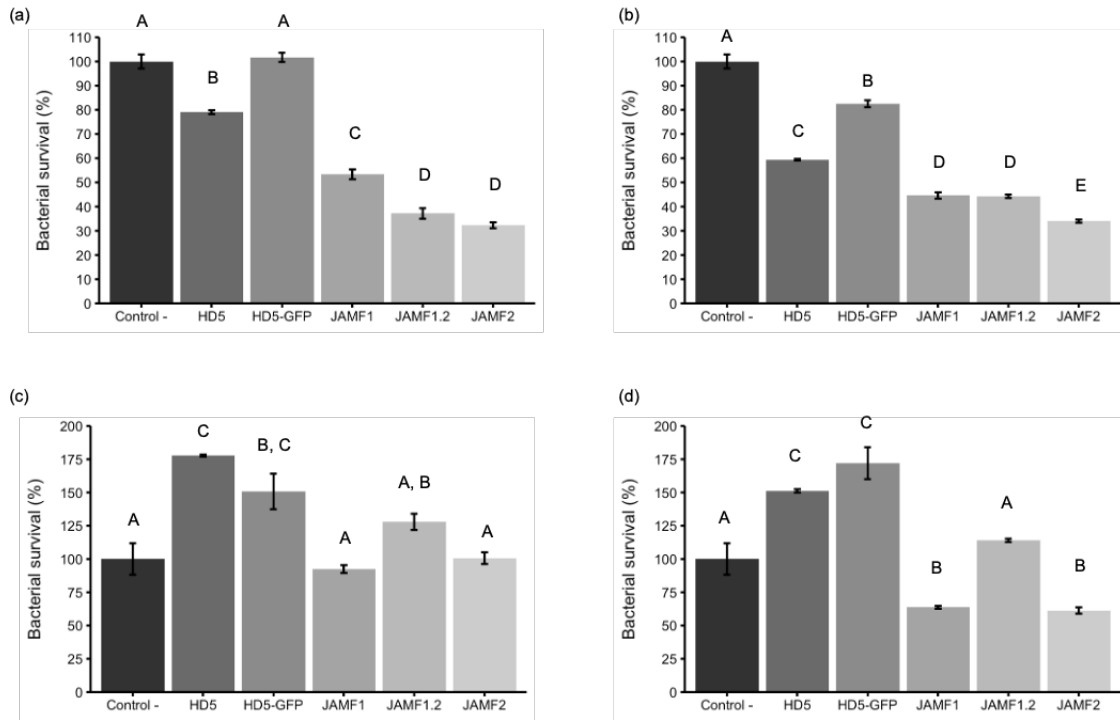 (a)
A
B
A
C
D
D
Bacterial survival (%)
110
100
90
80
70
60
50
40
30
20
10
0
Control - HD5 HD5-GFP JAMF1 JAMF1.2 JAMF2
(b)
A
C
B
D
D
E
Bacterial survival (%)
110
100
90
80
70
60
50
40
30
20
10
0
Control - HD5 HD5-GFP JAMF1 JAMF1.2 JAMF2
(c)
A
C
B, C
A
A, B
A
Bacterial survival (%)
200
175
150
125
100
75
50
25
0
Control - HD5 HD5-GFP JAMF1 JAMF1.2 JAMF2
(d)
A
C
C
B
A
B
Bacterial survival (%)
200
175
150
125
100
75
50
25
0
Control - HD5 HD5-GFP JAMF1 JAMF1.2 JAMF2